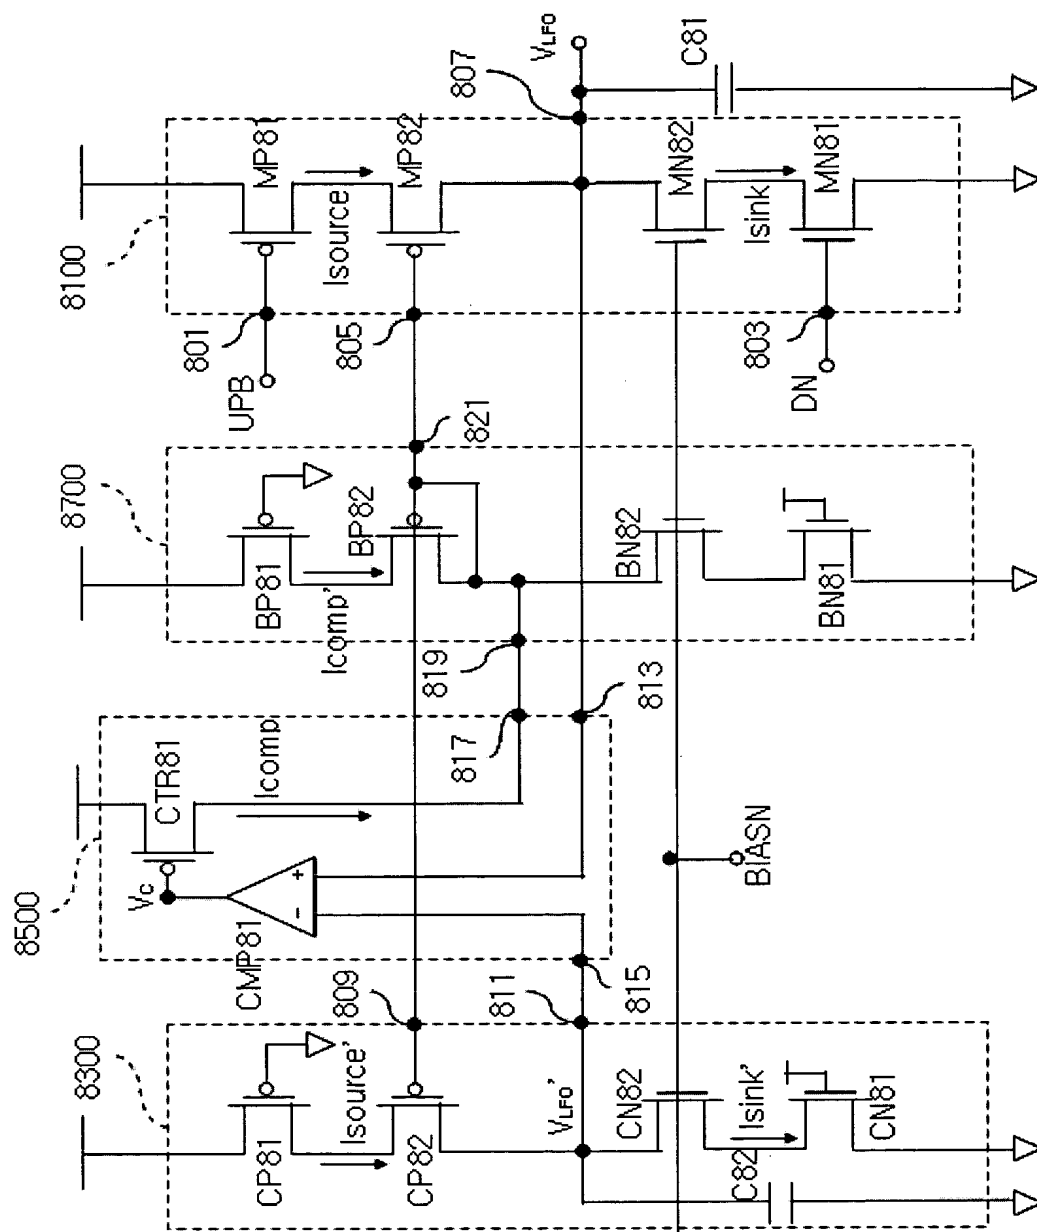 8300
8500
8700
8100
CP81
Isource'
CP82
809
VLFO'
811
815
CN82
Isink'
C82
CN81
CMP81
Vc
CTR81
Icomp
−
+
817
813
819
BIASN
BP81
Icomp'
BP82
821
BN82
BN81
UPB
801
805
DN
803
MP81
Isource
MP82
807
VLFO
MN82
Isink
MN81
C81